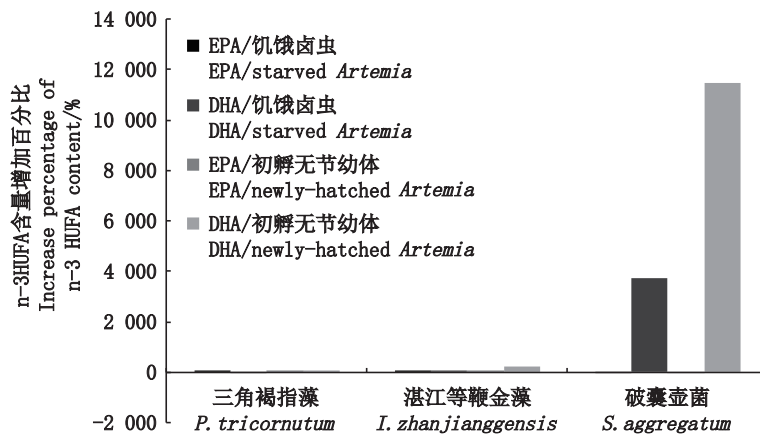 n-3HUFA含量增加百分比
Increase percentage of
n-3 HUFA content/%
14 000
12 000
10 000
8 000
6 000
4 000
2 000
0
-2 000
EPA/饥饿卤虫
EPA/starved Artemia
DHA/饥饿卤虫
DHA/starved Artemia
EPA/初孵无节幼体
EPA/newly-hatched Artemia
DHA/初孵无节幼体
DHA/newly-hatched Artemia
三角褐指藻
P.tricornutum
湛江等鞭金藻
I.zhanjianggensis
破囊壶菌
S.aggregatum